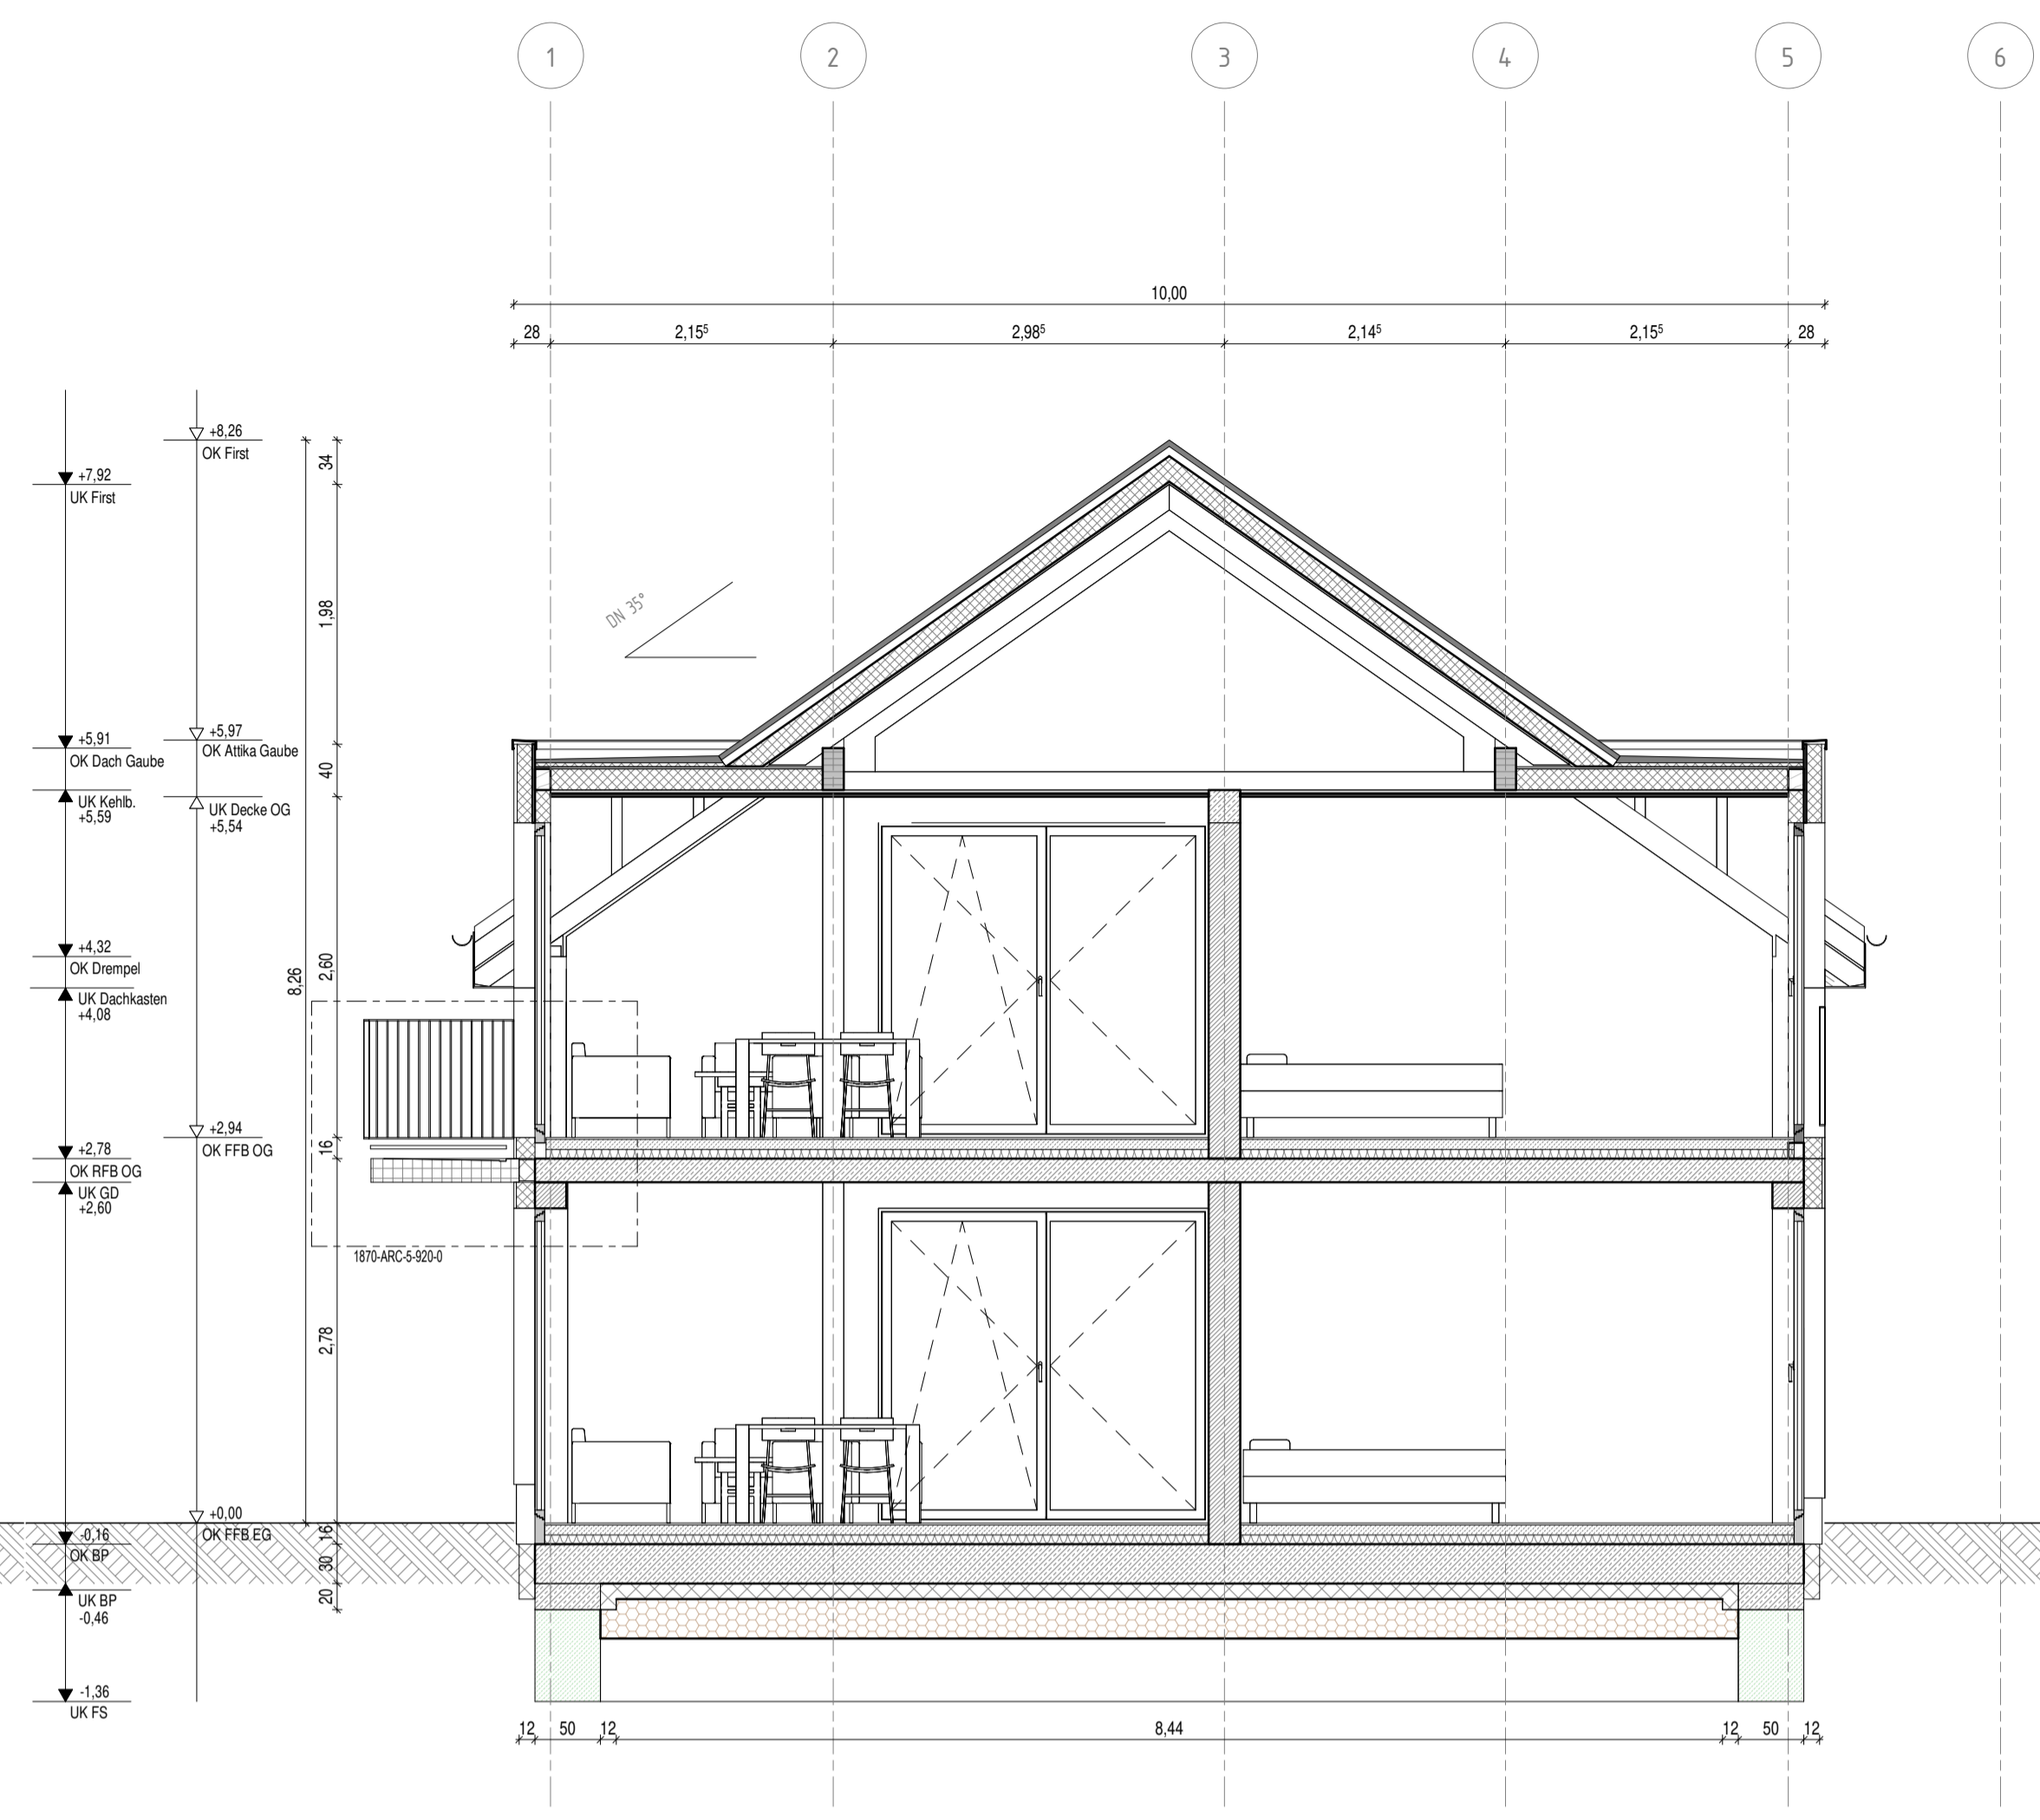 1 2 3 4 5 6
10,00
28 2,15⁵ 2,98⁵ 2,14⁵ 2,15⁵ 28
+8,26
OK First
+7,92
UK First
34
1,98
DN 35°
+5,97
OK Attika Gaube
+5,91
OK Dach Gaube
40
UK Kehlb.
+5,59
UK Decke OG
+5,54
+4,32
OK Drempel
UK Dachkasten
+4,08
8,26
2,60
+2,94
OK FFB OG
+2,78
OK RFB OG
16
UK GD
+2,60
1870-ARC-5-920-0
2,78
+0,00
OK FFB EG
-0,16
OK BP
16
30
20
UK BP
-0,46
-1,36
UK FS
12 50 12 8,44 12 50 12